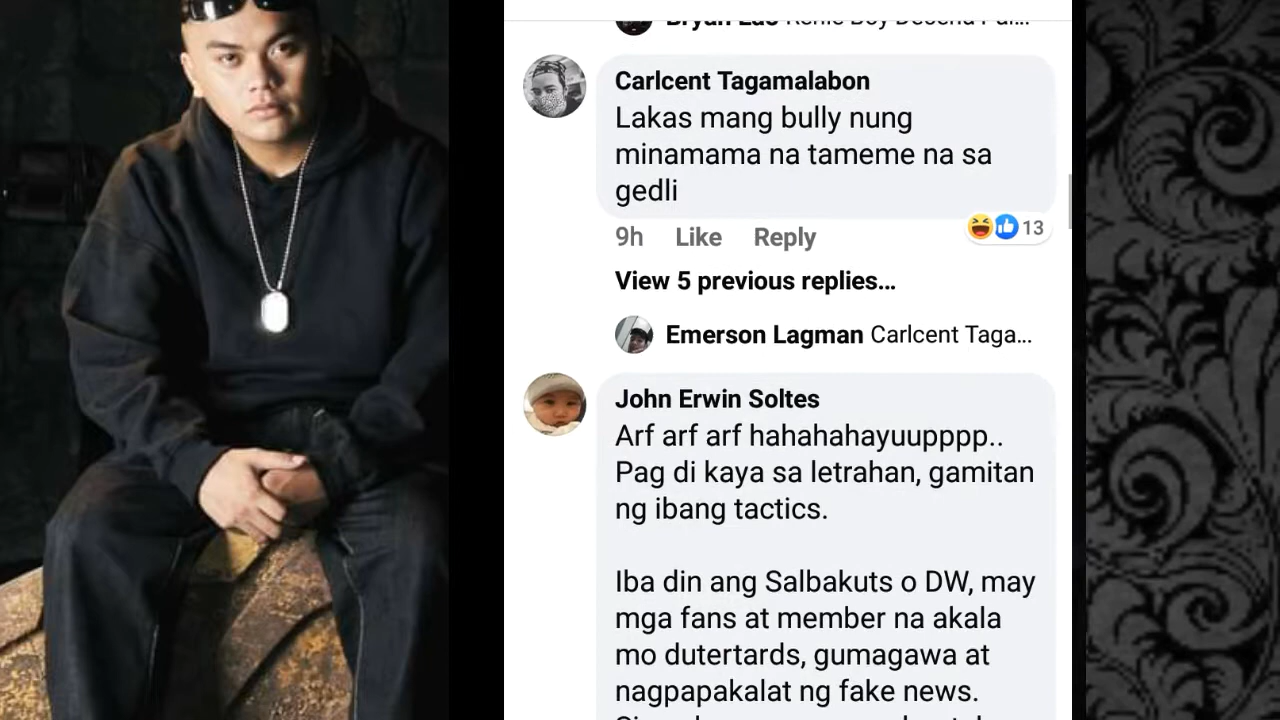 Carlcent Tagamalabon
Lakas mang bully nung
minamama na tameme na sa
gedli
13
9h Like Reply
View 5 previous replies...
Emerson Lagman Carlcent Taga...
John Erwin Soltes
Arf arf arf hahahahayuupppp..
Pag di kaya sa letrahan, gamitan
ng ibang tactics.
Iba din ang Salbakuts o DW, may
mga fans at member na akala
mo dutertards, gumagawa at
nagpapakalat ng fake news.